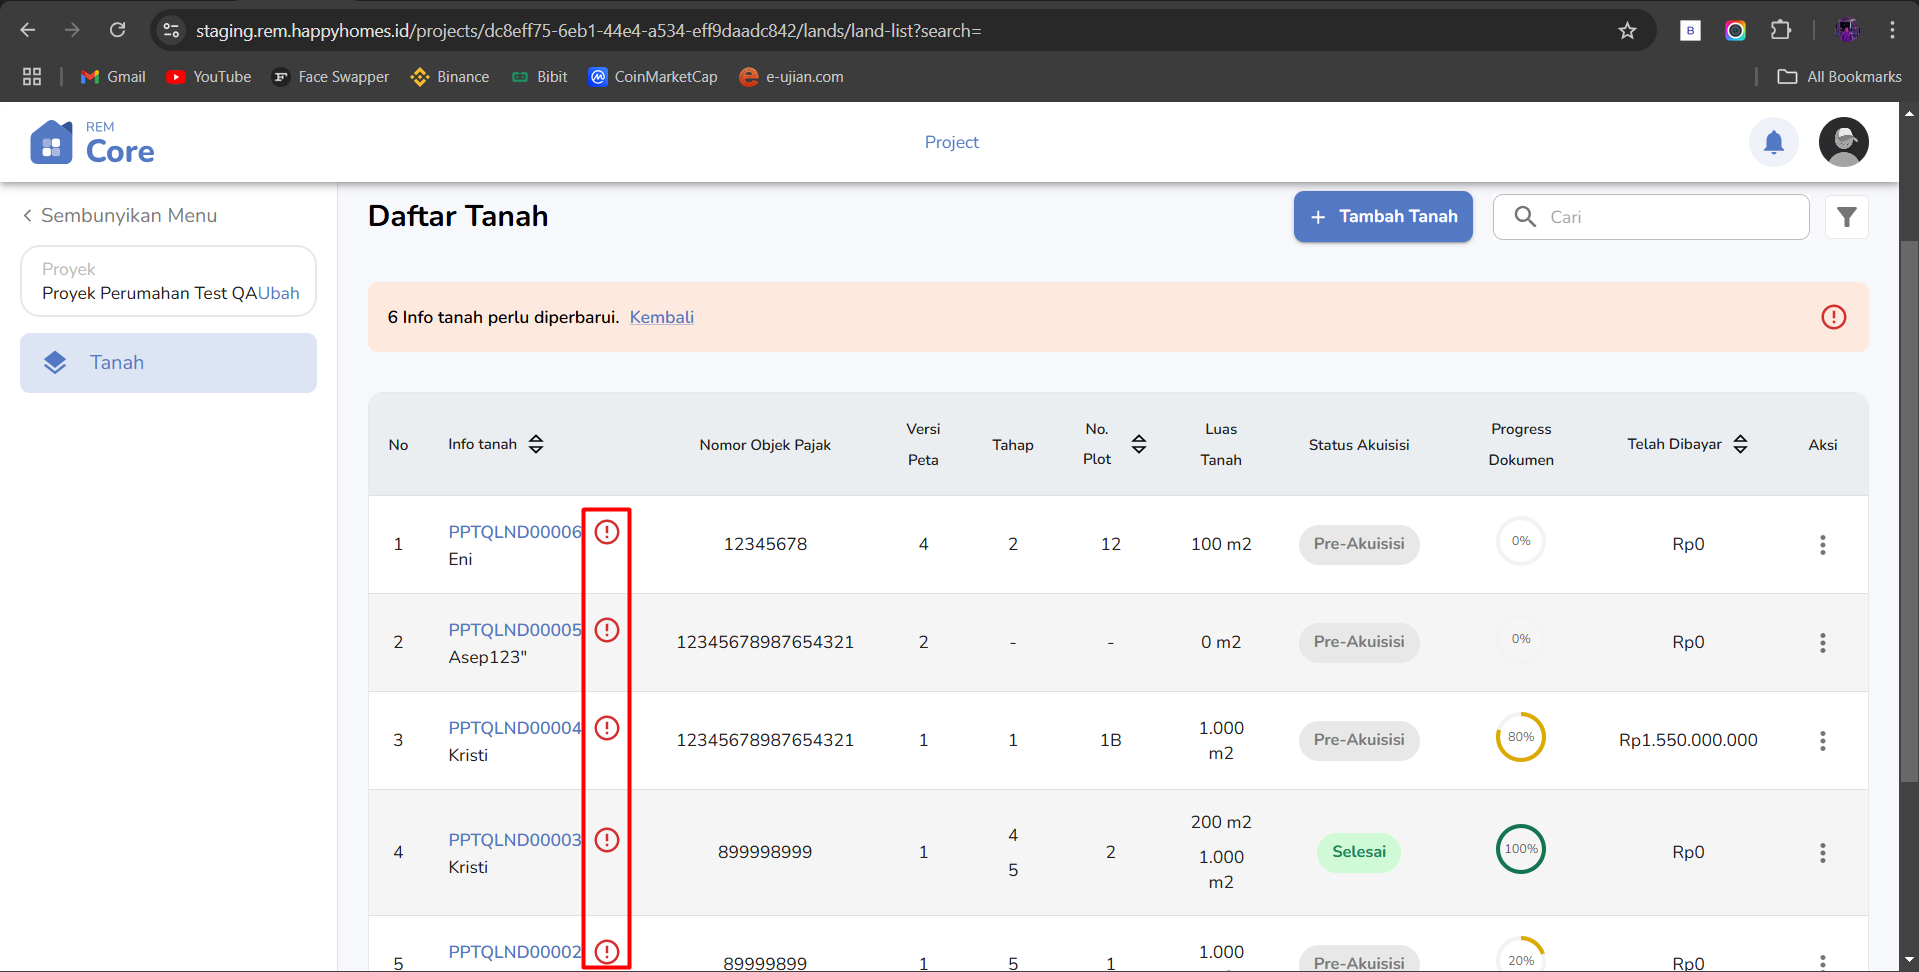 staging.rem.happyhomes.id/projects/dc8eff75-6eb1-44e4-a534-eff9daadc842/lands/land-list?search=
Gmail YouTube Face Swapper Binance Bibit CoinMarketCap e-ujian.com All Bookmarks
REM
Core
Project
Sembunyikan Menu
Proyek
Proyek Perumahan Test QA Ubah
Tanah
Daftar Tanah
+ Tambah Tanah
Cari
6 Info tanah perlu diperbarui. Kembali
No Info tanah Nomor Objek Pajak Versi Peta Tahap No. Plot Luas Tanah Status Akuisisi Progress Dokumen Telah Dibayar Aksi
1 PPTQLND00006 Eni 12345678 4 2 12 100 m2 Pre-Akuisisi 0% Rp0
2 PPTQLND00005 Asep123" 12345678987654321 2 - - 0 m2 Pre-Akuisisi 0% Rp0
3 PPTQLND00004 Kristi 12345678987654321 1 1 1B 1.000 m2 Pre-Akuisisi 80% Rp1.550.000.000
4 PPTQLND00003 Kristi 899998999 1 4 5 2 200 m2 1.000 m2 Selesai 100% Rp0
5 PPTQLND00002 89999899 1 5 1 1.000 Pre-Akuisisi 20% Rp0